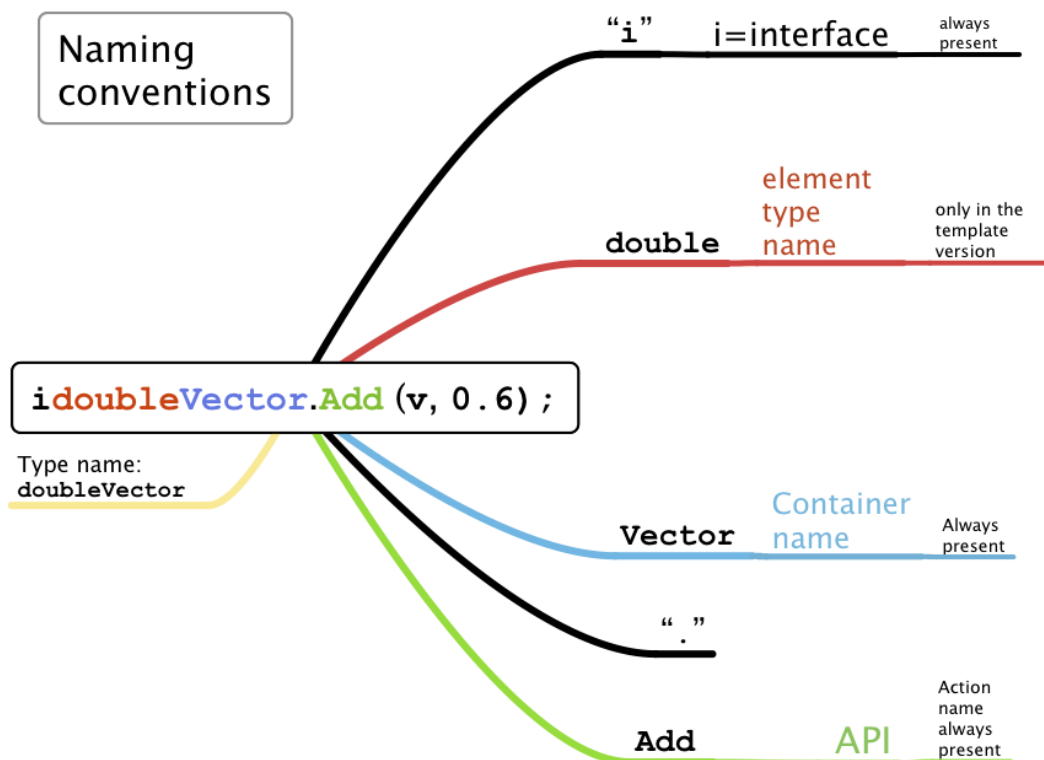 Naming
conventions
“i”
i=interface
always
present
double
element
type
name
only in the
template
version
idoubleVector.Add(v, 0.6);
Type name:
doubleVector
Vector
Container
name
Always
present
“.”
Add
API
Action
name
always
present